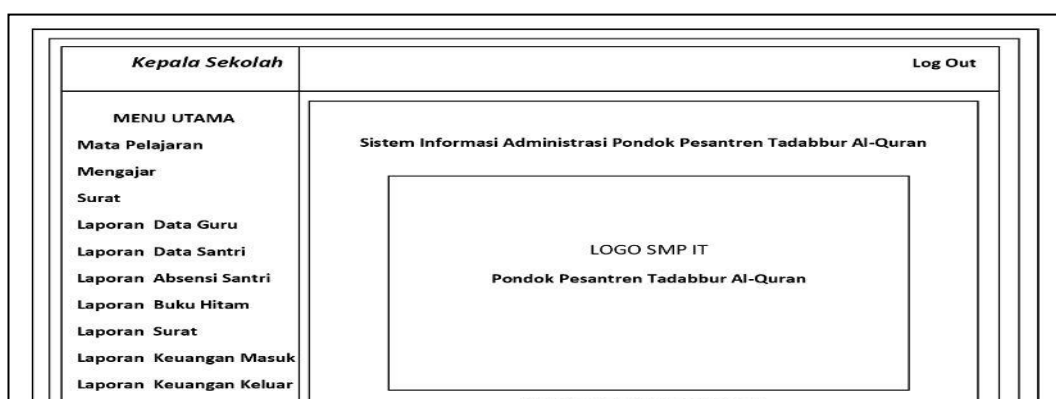 Kepala Sekolah
Log Out
MENU UTAMA
Mata Pelajaran
Mengajar
Surat
Laporan Data Guru
Laporan Data Santri
Laporan Absensi Santri
Laporan Buku Hitam
Laporan Surat
Laporan Keuangan Masuk
Laporan Keuangan Keluar
Sistem Informasi Administrasi Pondok Pesantren Tadabbur Al-Quran
LOGO SMP IT
Pondok Pesantren Tadabbur Al-Quran